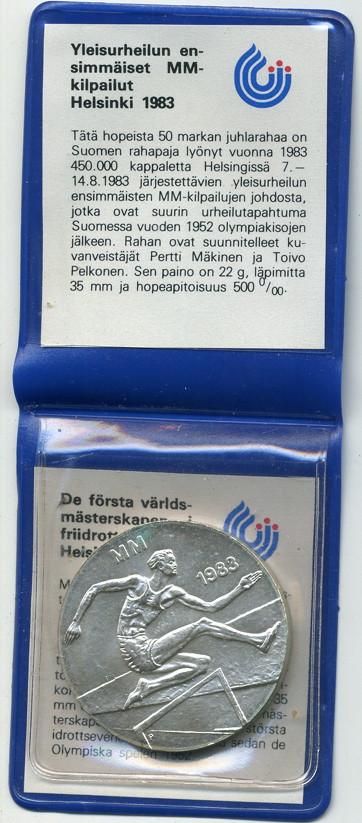 Yleisurheilun en-
simmäiset MM-
kilpailut
Helsinki 1983
Tätä hopeista 50 markan juhlarahaa on
Suomen rahapaja lyönyt vuonna 1983
450.000 kappaletta Helsingissä 7.—
14.8.1983 järjestettävien yleisurheilun
ensimmäisten MM-kilpailujen johdosta,
jotka ovat suurin urheilutapahtuma
Suomessa vuoden 1952 olympiakisojen
jälkeen. Rahan ovat suunnitelleet ku-
vanveistäjät Pertti Mäkinen ja Toivo
Pelkonen. Sen paino on 22 g, läpimitta
35 mm ja hopeapitoisuus 500 0/00.
De första världs-
mästerskapen i
friidrott
Helsi
MM
1983
35
mm
terskap
idrottseve
sedan de
Olympiska spelen 1952.